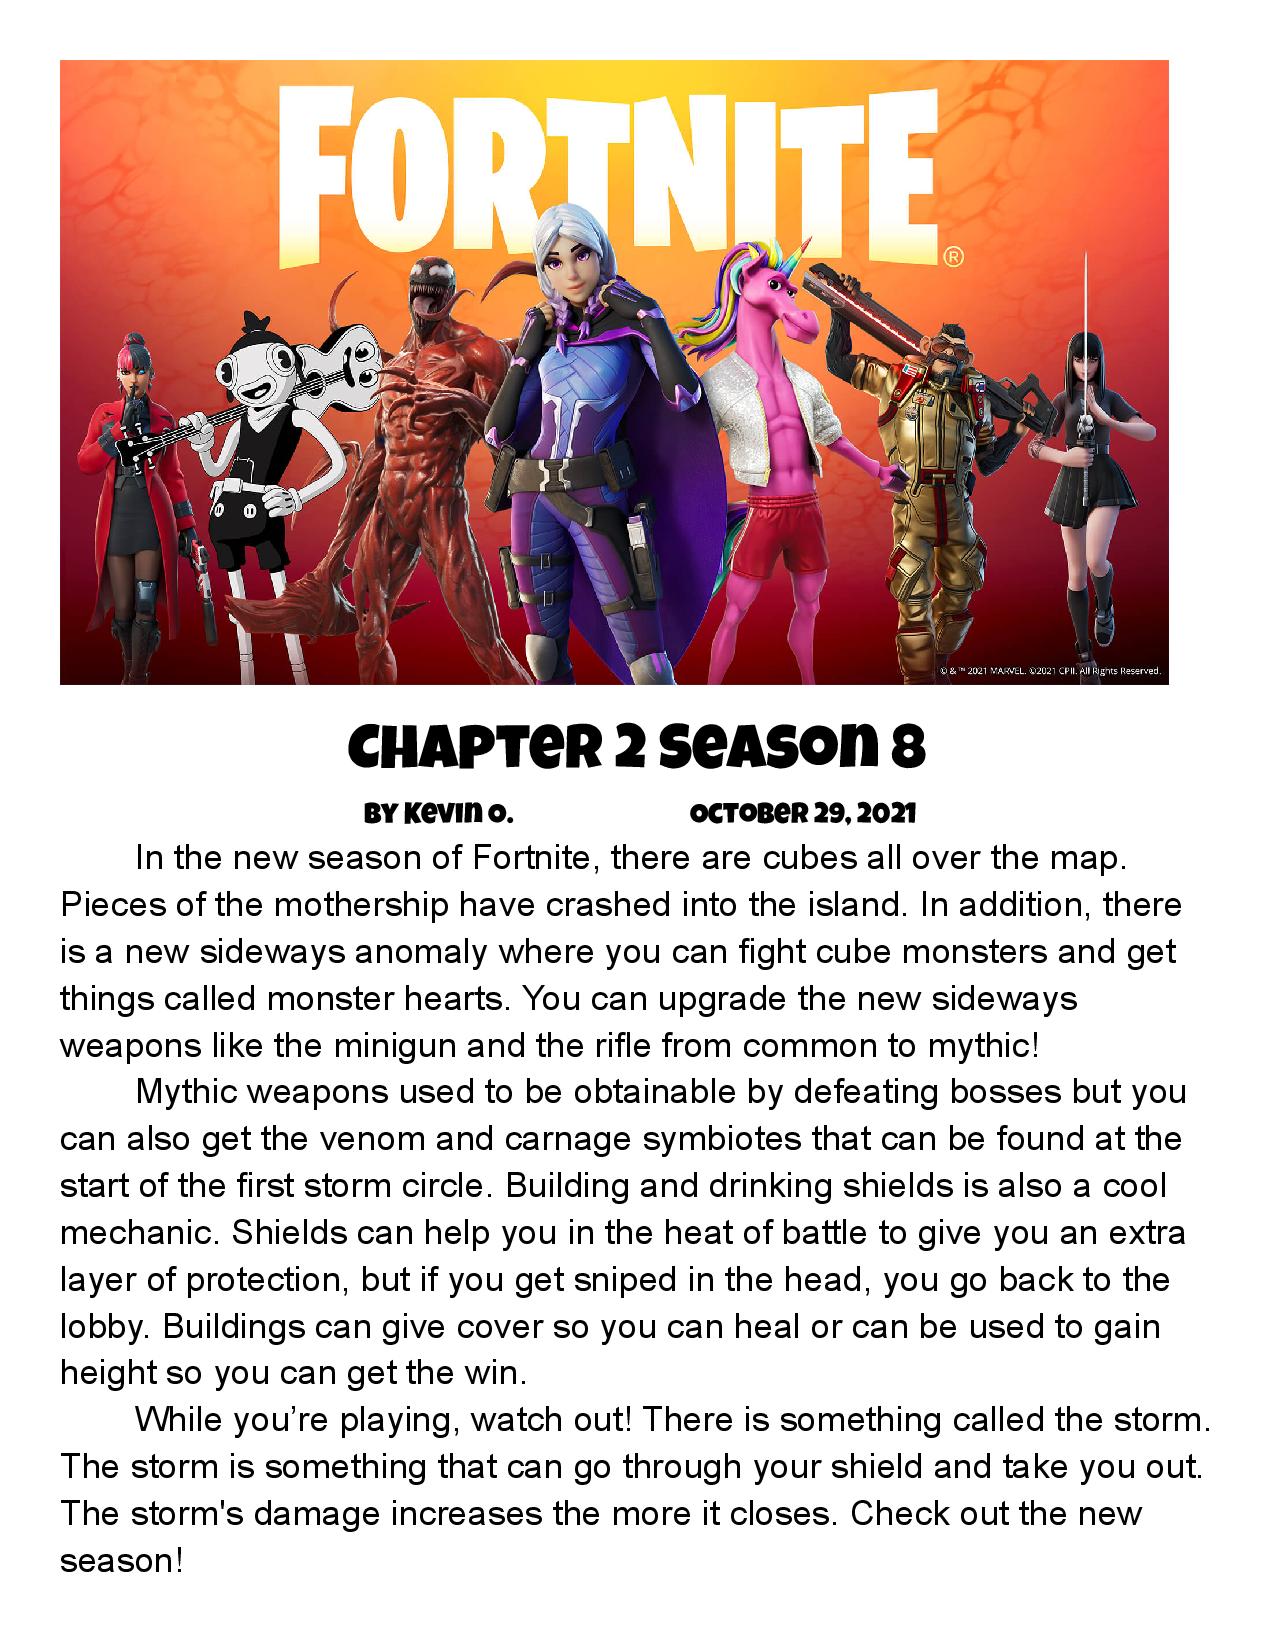 FORTNITE
®
© & ™ 2021 MARVEL. ©2021 CPII. All Rights Reserved.
CHAPTER 2 SEASON 8
BY KEVIN O. OCTOBER 29, 2021
In the new season of Fortnite, there are cubes all over the map.
Pieces of the mothership have crashed into the island. In addition, there
is a new sideways anomaly where you can fight cube monsters and get
things called monster hearts. You can upgrade the new sideways
weapons like the minigun and the rifle from common to mythic!
Mythic weapons used to be obtainable by defeating bosses but you
can also get the venom and carnage symbiotes that can be found at the
start of the first storm circle. Building and drinking shields is also a cool
mechanic. Shields can help you in the heat of battle to give you an extra
layer of protection, but if you get sniped in the head, you go back to the
lobby. Buildings can give cover so you can heal or can be used to gain
height so you can get the win.
While you’re playing, watch out! There is something called the storm.
The storm is something that can go through your shield and take you out.
The storm's damage increases the more it closes. Check out the new
season!